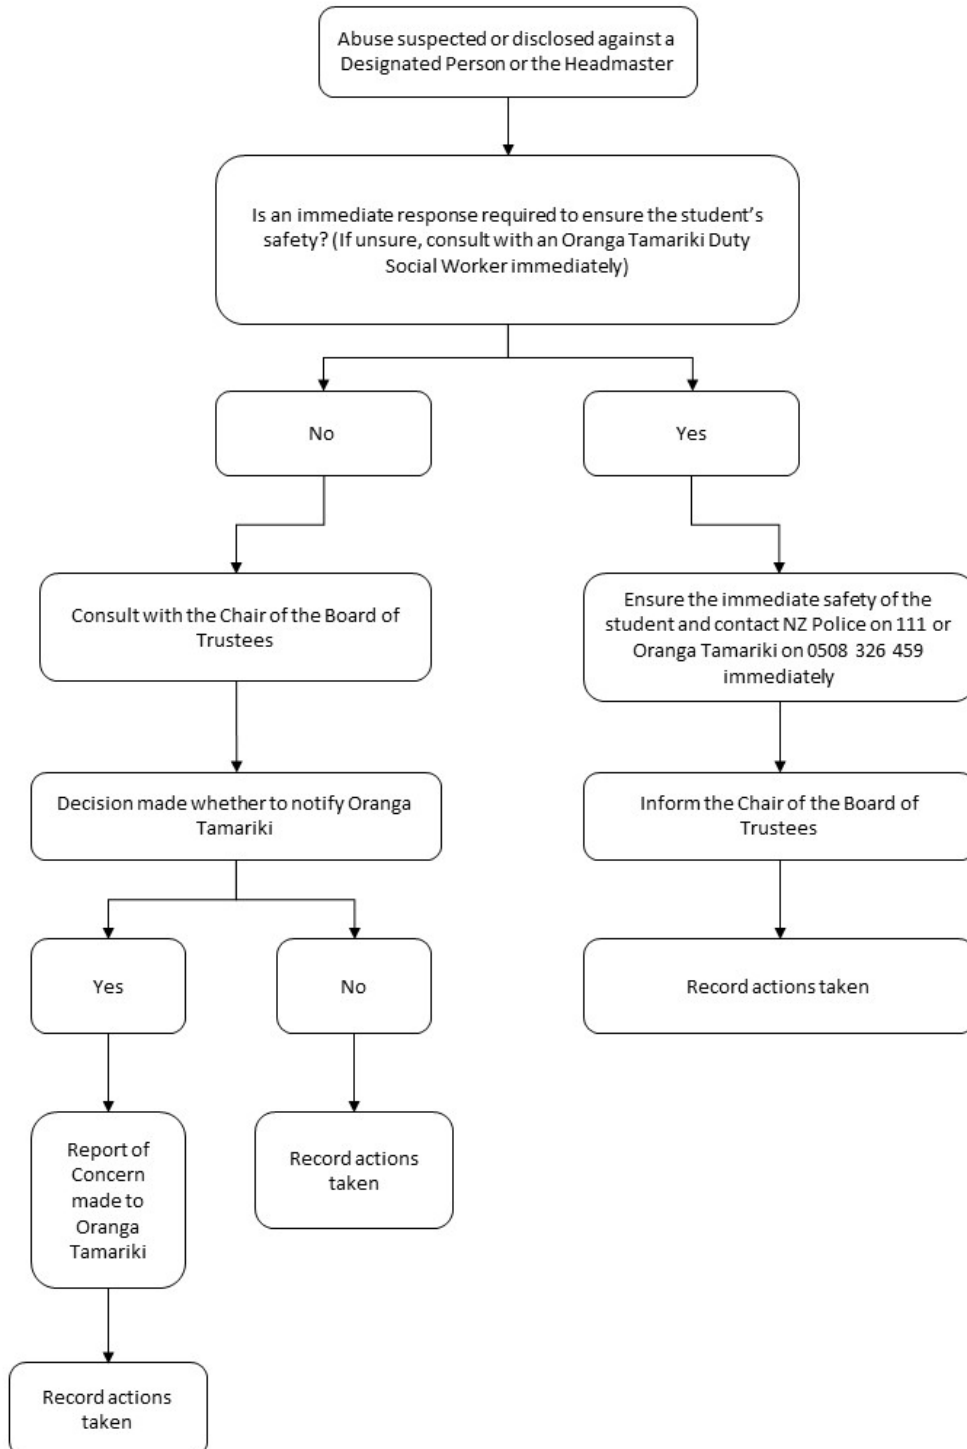 Abuse suspected or disclosed against a
Designated Person or the Headmaster
Is an immediate response required to ensure the student’s
safety? (If unsure, consult with an Oranga Tamariki Duty
Social Worker immediately)
No
Yes
Consult with the Chair of the Board of
Trustees
Ensure the immediate safety of the
student and contact NZ Police on 111 or
Oranga Tamariki on 0508 326 459
immediately
Decision made whether to notify Oranga
Tamariki
Inform the Chair of the Board of
Trustees
Yes
No
Record actions taken
Report of
Concern
made to
Oranga
Tamariki
Record actions
taken
Record actions
taken